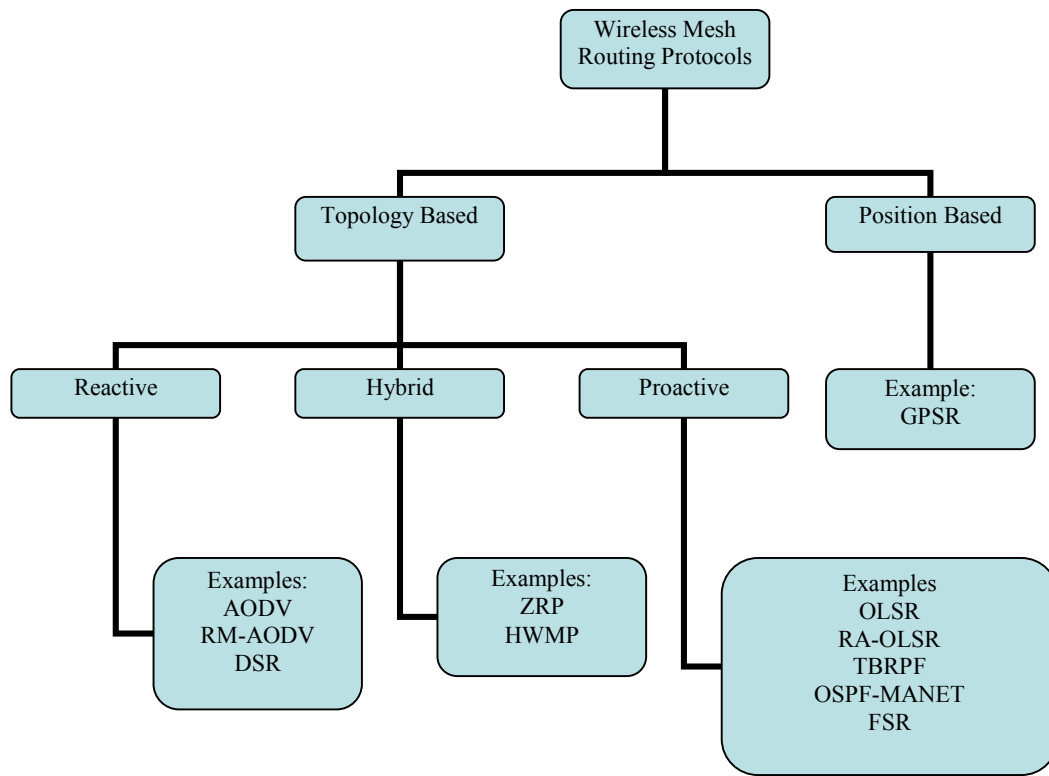 Wireless Mesh
Routing Protocols
Topology Based
Position Based
Reactive
Hybrid
Proactive
Example:
GPSR
Examples:
AODV
RM-AODV
DSR
Examples:
ZRP
HWMP
Examples
OLSR
RA-OLSR
TBRPF
OSPF-MANET
FSR